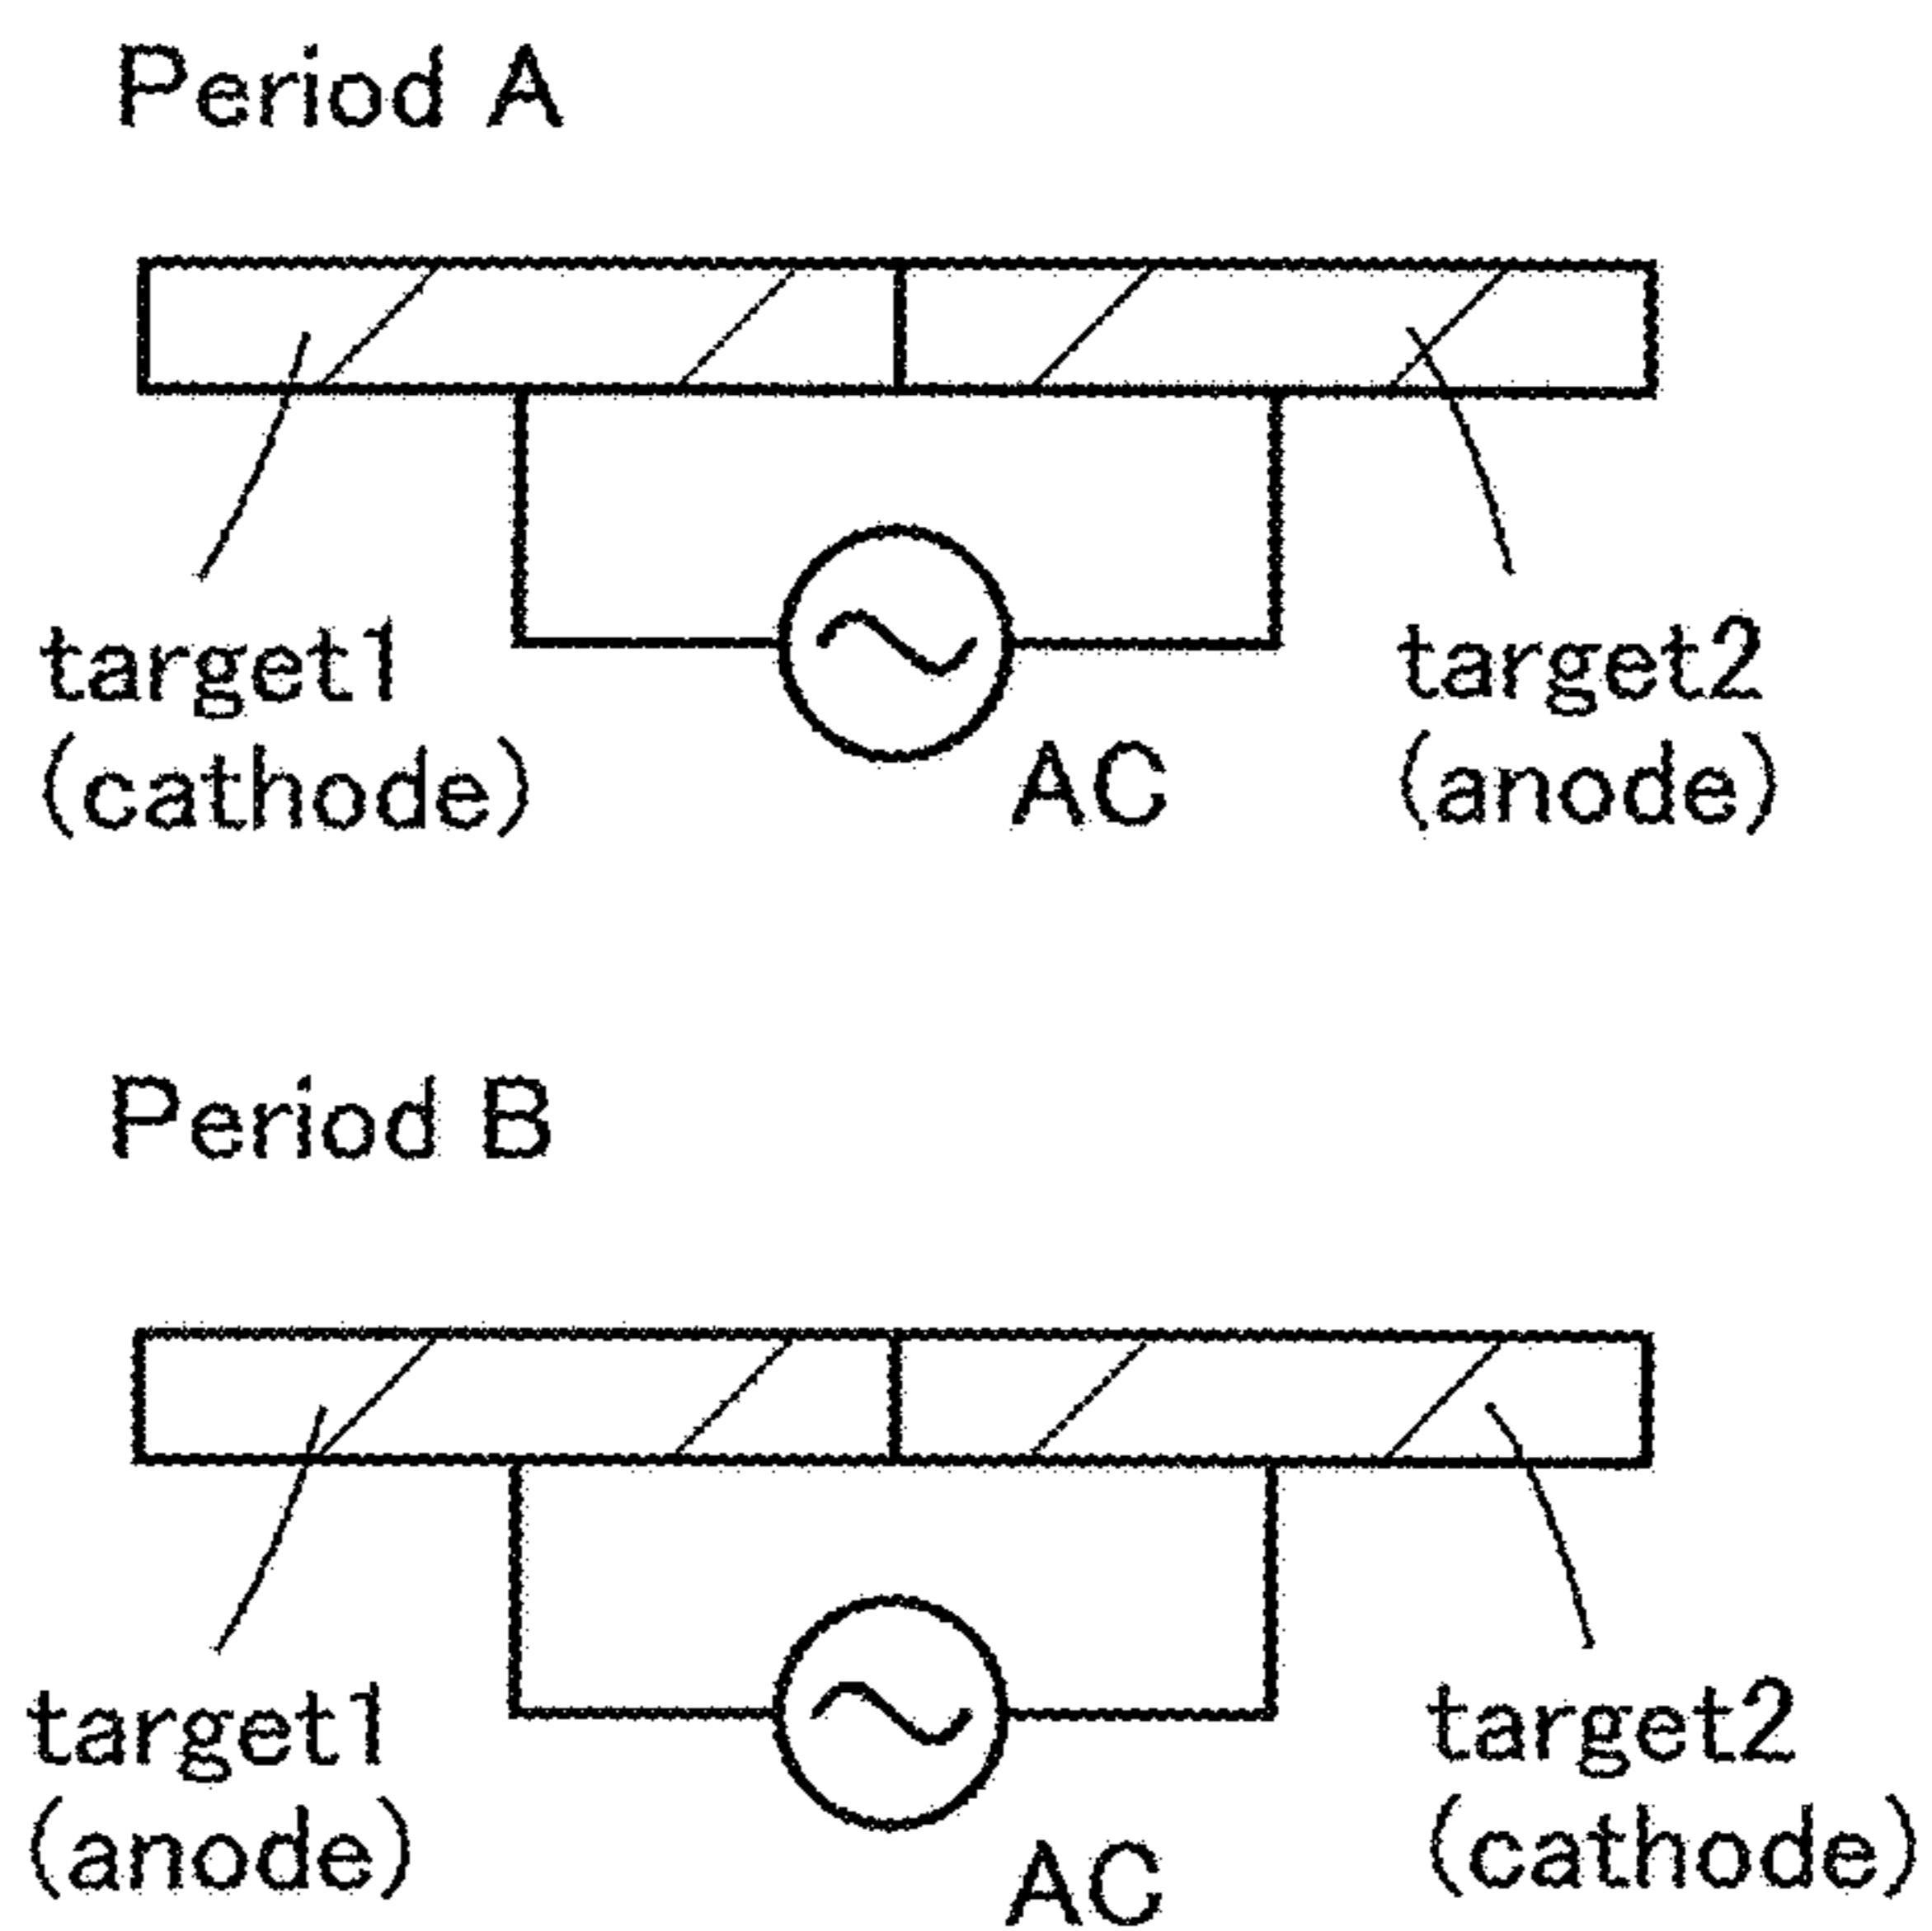 Period A
target1
(cathode)
AC
target2
(anode)
Period B
target1
(anode)
AC
target2
(cathode)